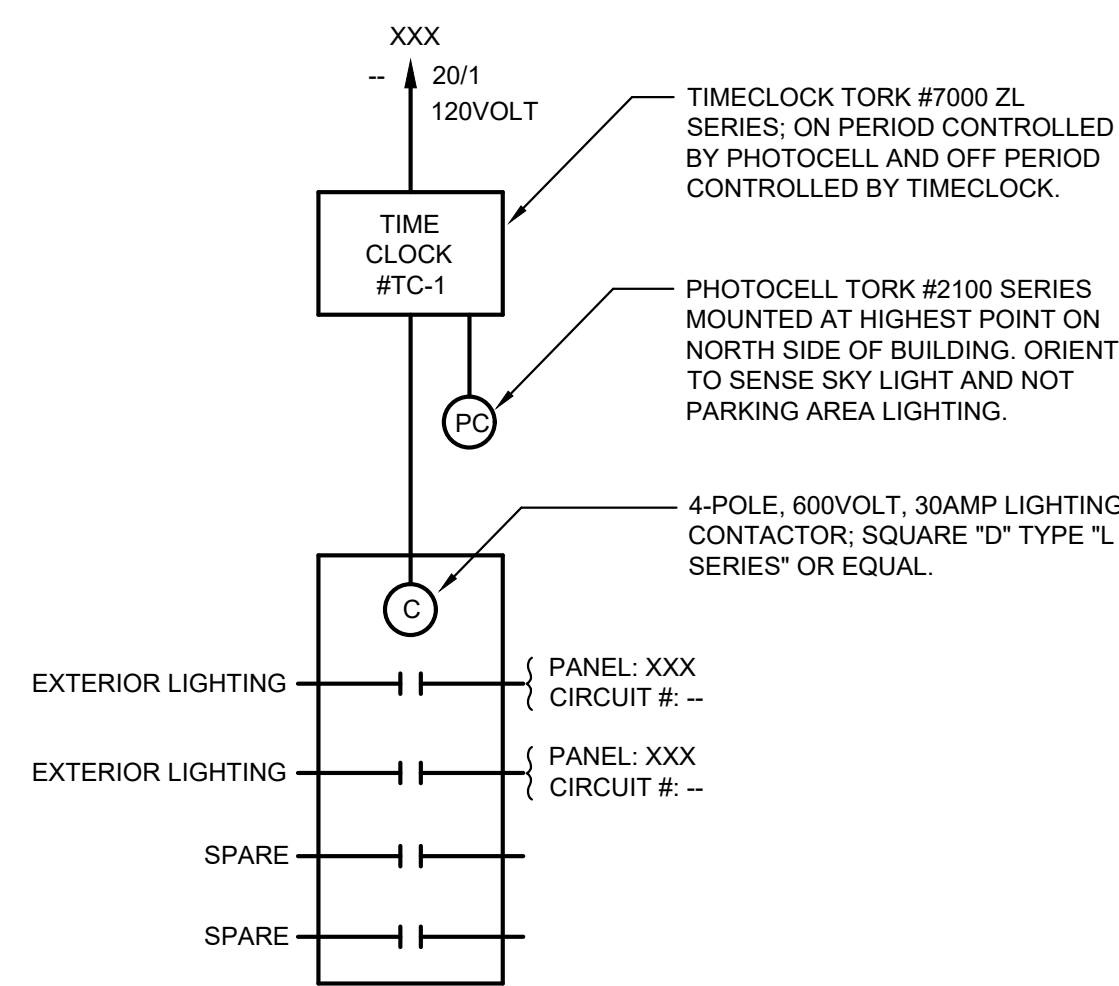 XXX
-- 20/1
120VOLT
TIMECLOCK TORK #7000 ZL
SERIES; ON PERIOD CONTROLLED
BY PHOTOCELL AND OFF PERIOD
CONTROLLED BY TIMECLOCK.
TIME
CLOCK
#TC-1
PHOTOCELL TORK #2100 SERIES
MOUNTED AT HIGHEST POINT ON
NORTH SIDE OF BUILDING. ORIENT
TO SENSE SKY LIGHT AND NOT
PARKING AREA LIGHTING.
PC
4-POLE, 600VOLT, 30AMP LIGHTING
CONTACTOR; SQUARE "D" TYPE "L
SERIES" OR EQUAL.
C
EXTERIOR LIGHTING
PANEL: XXX
CIRCUIT #: --
EXTERIOR LIGHTING
PANEL: XXX
CIRCUIT #: --
SPARE
SPARE